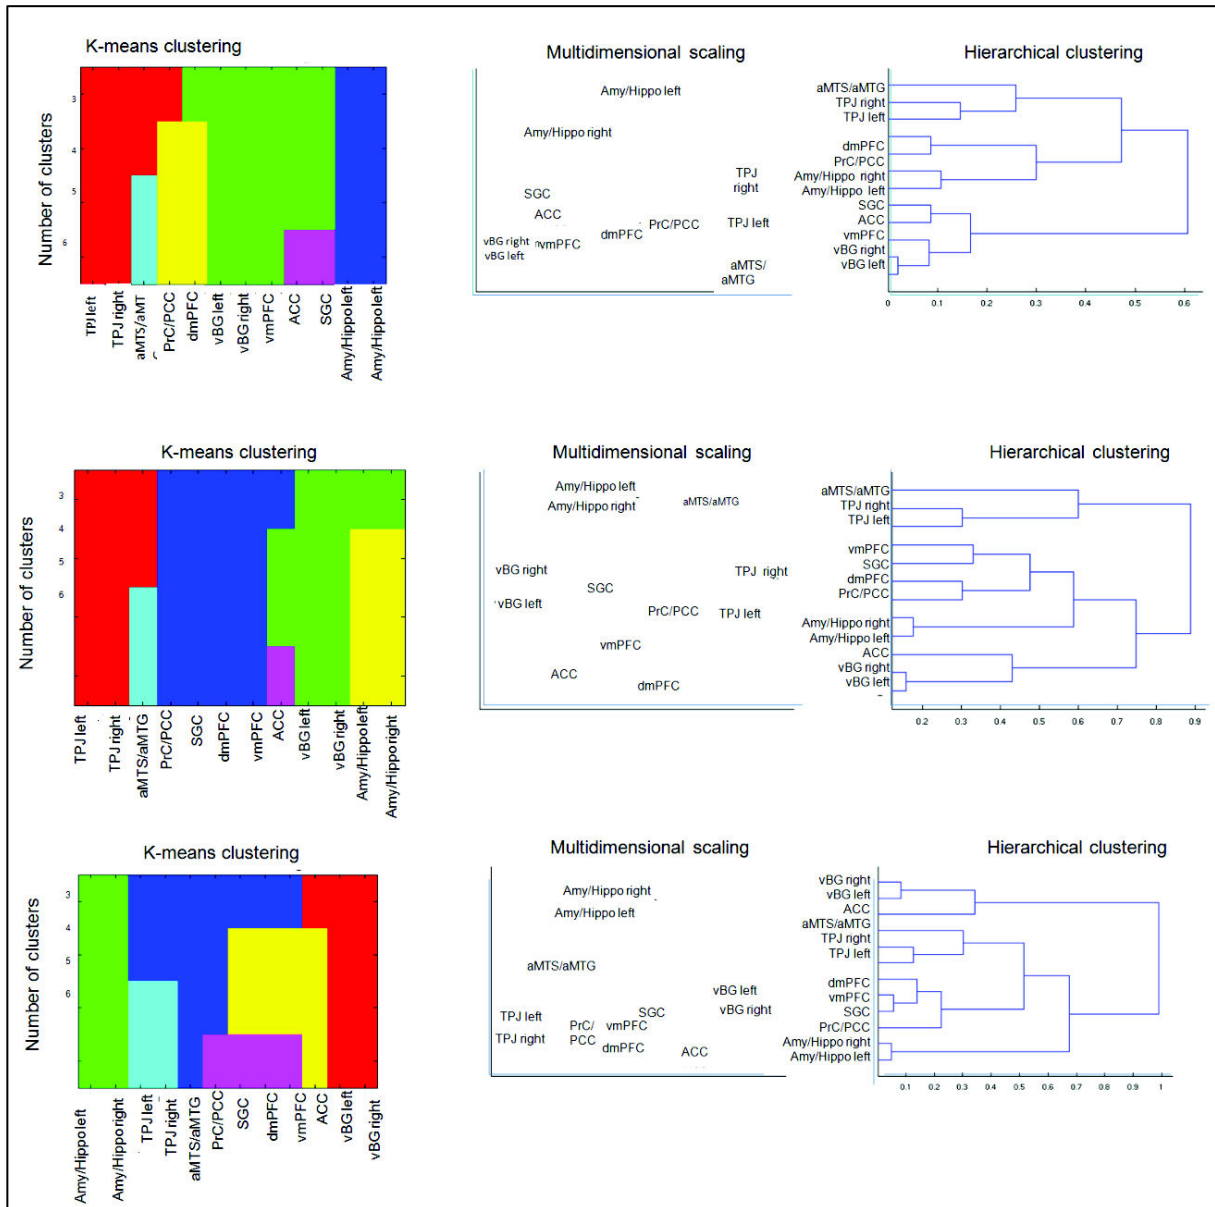 K-means clustering
Number of clusters
3
4
5
6
TPJ left
TPJ right
aMTS/aMT
PrC/PCC
dmPFC
vBG left
vBG right
vmPFC
ACC
SGC
Amy/Hippo left
Amy/Hippo left
Multidimensional scaling
Amy/Hippo left
Amy/Hippo right
TPJ
right
SGC
ACC
PrC/PCC
TPJ left
dmPFC
vBG right
vmPFC
vBG left
aMTS/
aMTG
Hierarchical clustering
aMTS/aMTG
TPJ right
TPJ left
dmPFC
PrC/PCC
Amy/Hippo right
Amy/Hippo left
SGC
ACC
vmPFC
vBG right
vBG left
0 0.1 0.2 0.3 0.4 0.5 0.6
K-means clustering
Number of clusters
3
4
5
6
TPJ left
TPJ right
aMTS/aMTG
PrC/PCC
SGC
dmPFC
vmPFC
ACC
vBG left
vBG right
Amy/Hippo left
Amy/Hippo right
Multidimensional scaling
Amy/Hippo left
Amy/Hippo right
aMTS/aMTG
vBG right
TPJ right
SGC
vBG left
PrC/PCC
TPJ left
vmPFC
ACC
dmPFC
Hierarchical clustering
aMTS/aMTG
TPJ right
TPJ left
vmPFC
SGC
dmPFC
PrC/PCC
Amy/Hippo right
Amy/Hippo left
ACC
vBG right
vBG left
0.2 0.3 0.4 0.5 0.6 0.7 0.8 0.9
K-means clustering
Number of clusters
3
4
5
6
Amy/Hippo left
Amy/Hippo right
TPJ left
TPJ right
aMTS/aMTG
PrC/PCC
SGC
dmPFC
vmPFC
ACC
vBG left
vBG right
Multidimensional scaling
Amy/Hippo right
Amy/Hippo left
aMTS/aMTG
vBG left
vBG right
SGC
TPJ left
PrC/
PCC
vmPFC
TPJ right
dmPFC
ACC
Hierarchical clustering
vBG right
vBG left
ACC
aMTS/aMTG
TPJ right
TPJ left
dmPFC
vmPFC
SGC
PrC/PCC
Amy/Hippo right
Amy/Hippo left
0.1 0.2 0.3 0.4 0.5 0.6 0.7 0.8 0.9 1